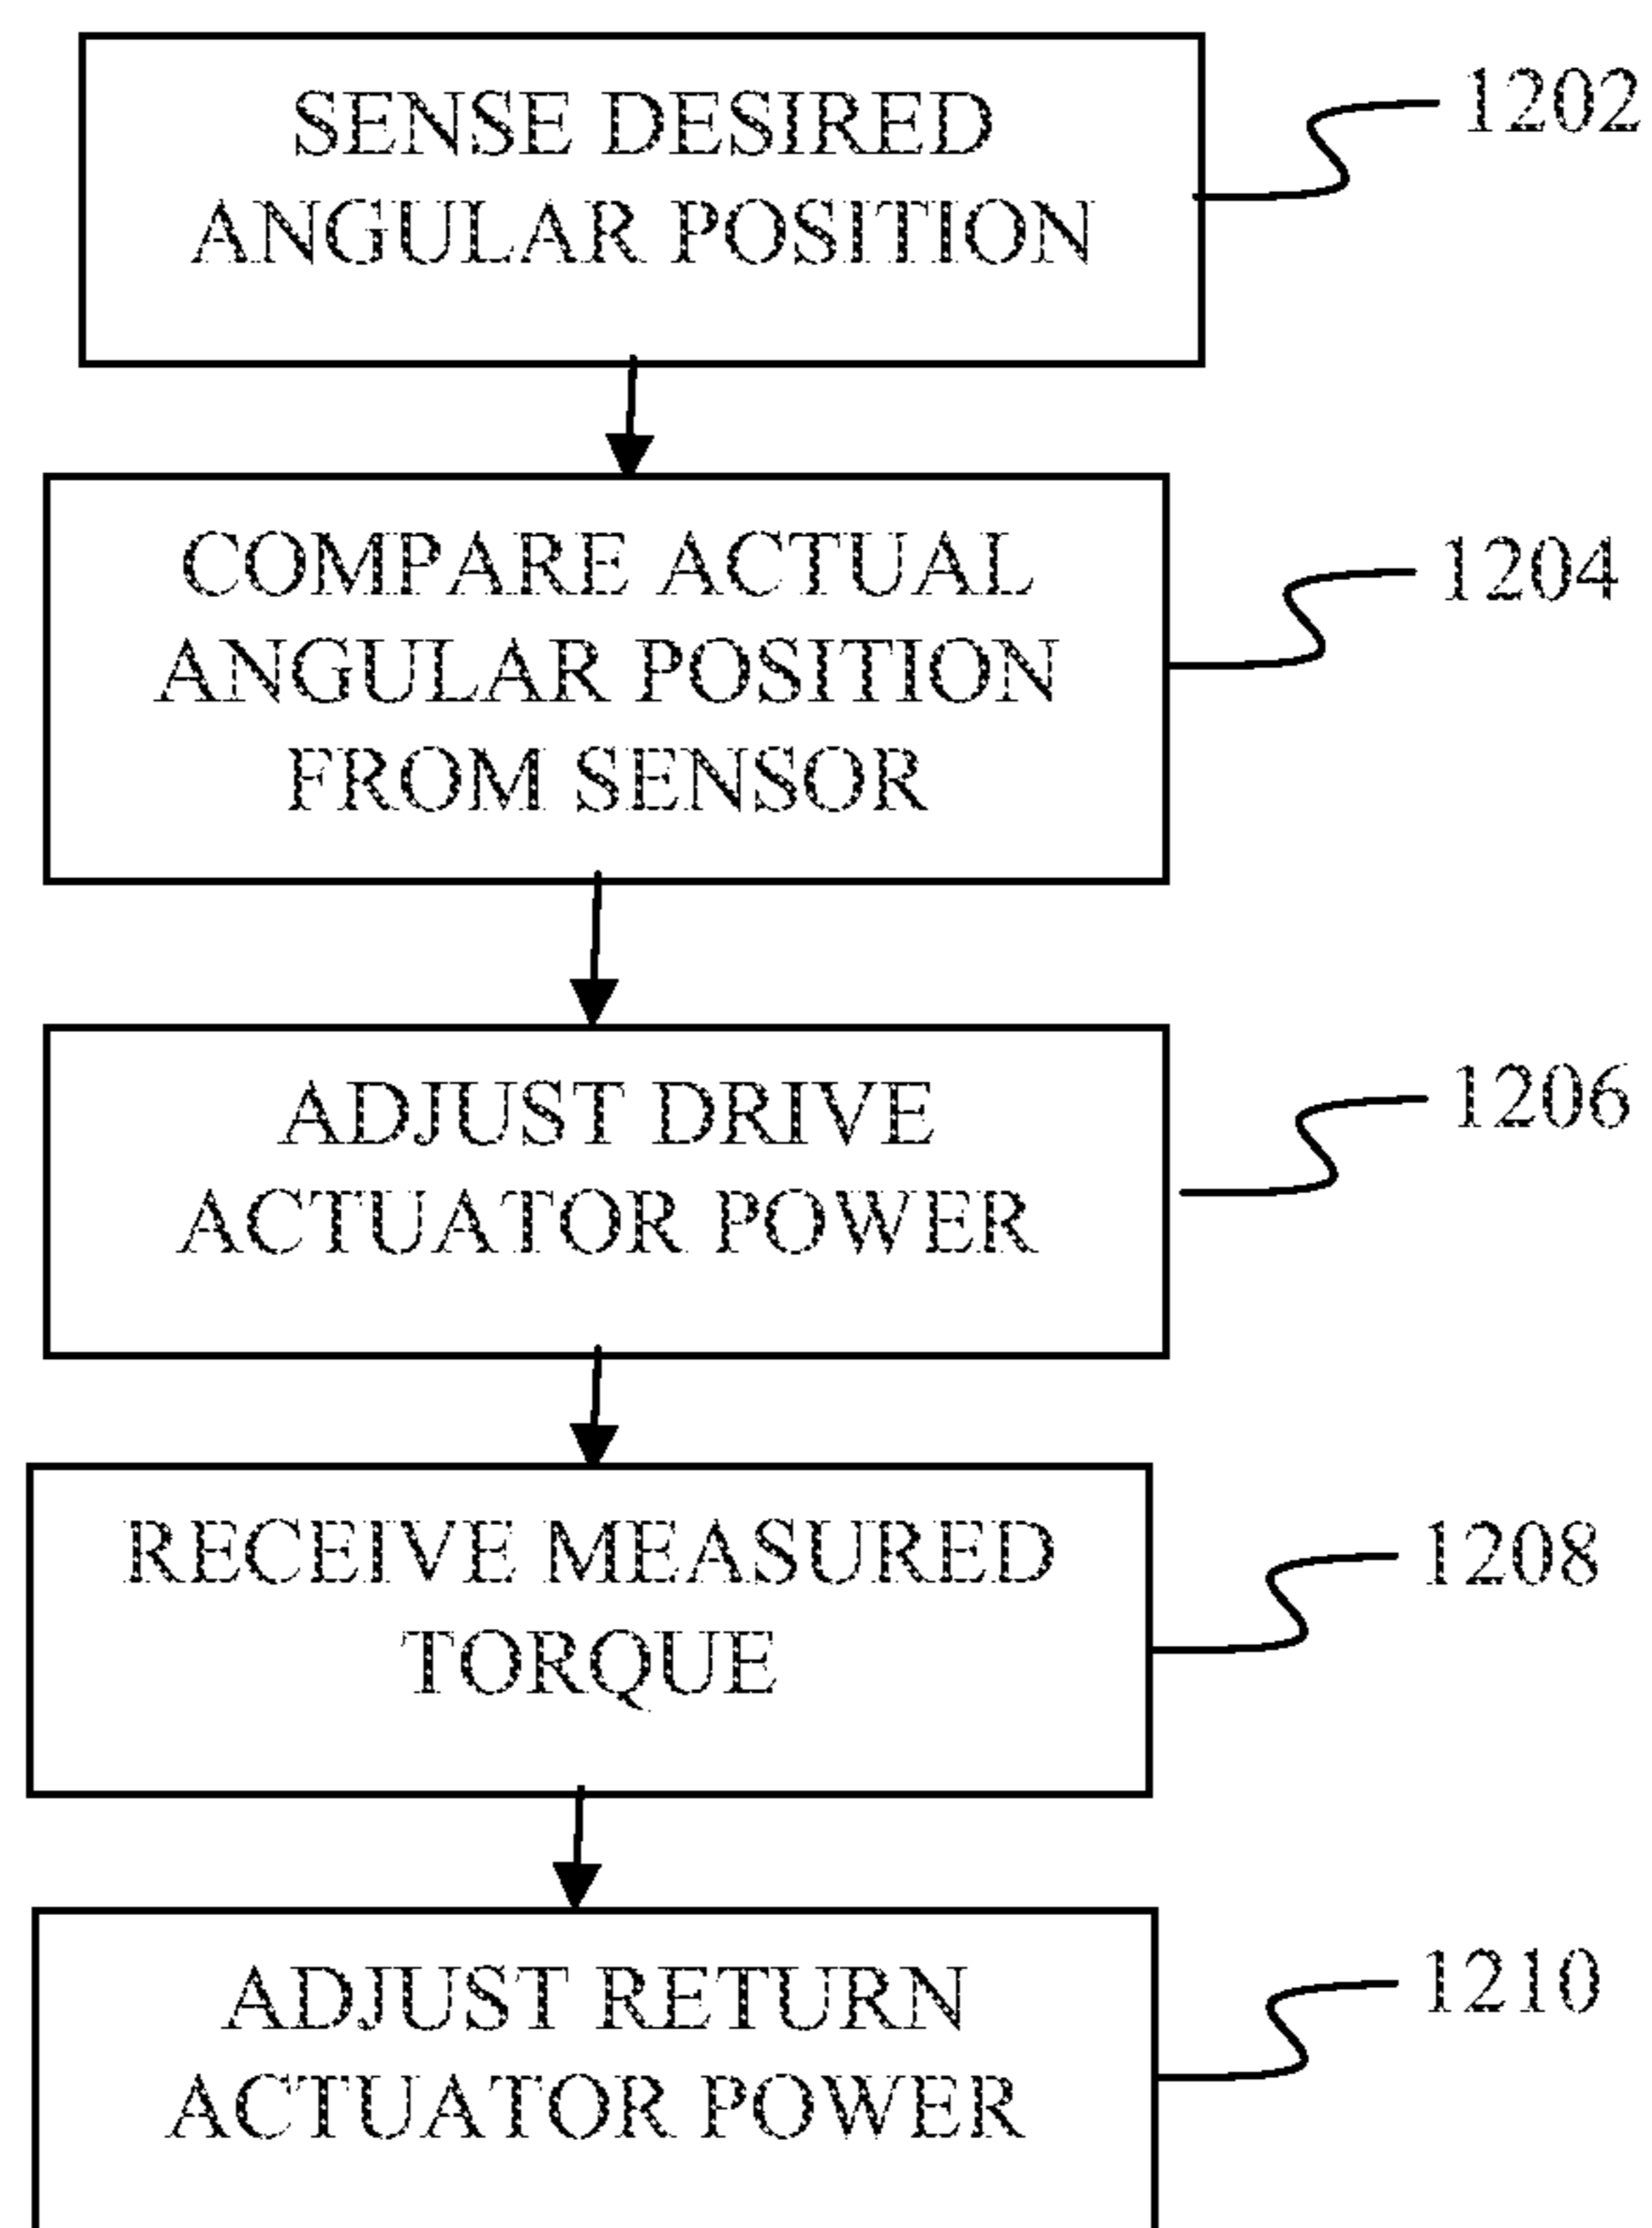 SENSE DESIRED
ANGULAR POSITION
1202
COMPARE ACTUAL
ANGULAR POSITION
FROM SENSOR
1204
ADJUST DRIVE
ACTUATOR POWER
1206
RECEIVE MEASURED
TORQUE
1208
ADJUST RETURN
ACTUATOR POWER
1210